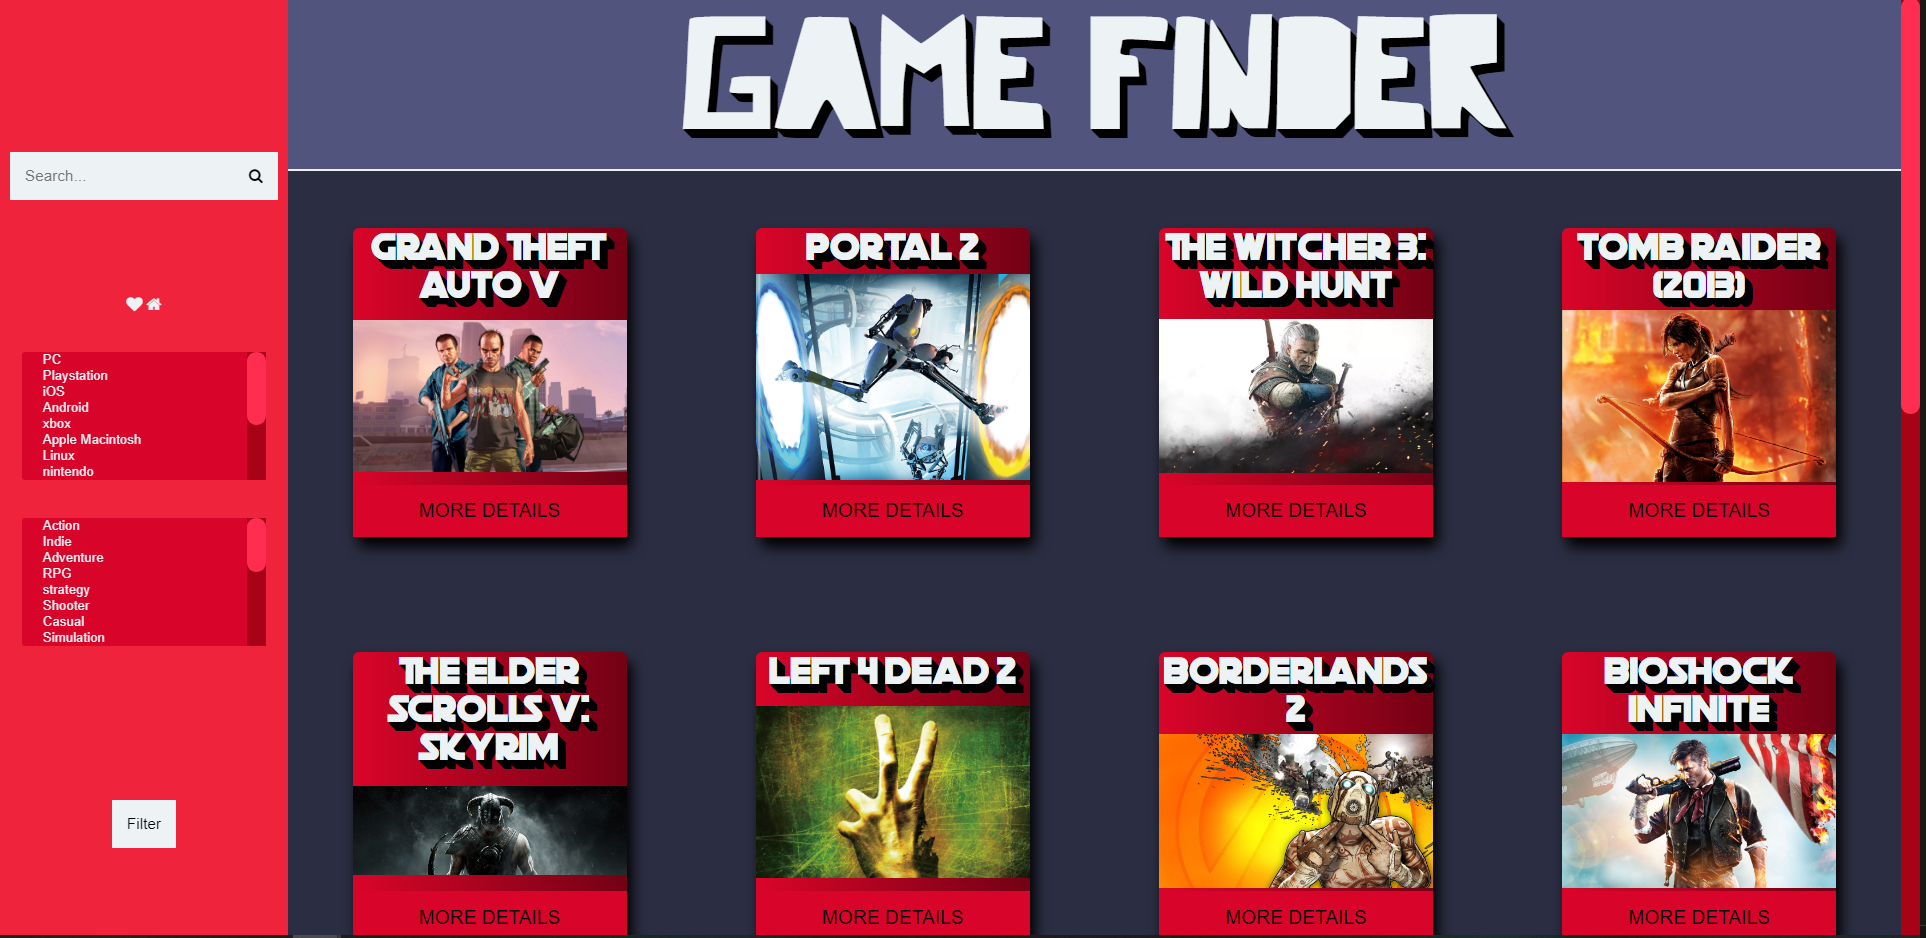 GAME FINDER
Search...
PC
Playstation
iOS
Android
xbox
Apple Macintosh
Linux
nintendo
Action
Indie
Adventure
RPG
strategy
Shooter
Casual
Simulation
Filter
GRAND THEFT
AUTO V
MORE DETAILS
PORTAL 2
MORE DETAILS
THE WITCHER 3:
WILD HUNT
MORE DETAILS
TOMB RAIDER
(2013)
MORE DETAILS
THE ELDER
SCROLLS V:
SKYRIM
MORE DETAILS
LEFT 4 DEAD 2
MORE DETAILS
BORDERLANDS
2
MORE DETAILS
BIOSHOCK
INFINITE
MORE DETAILS